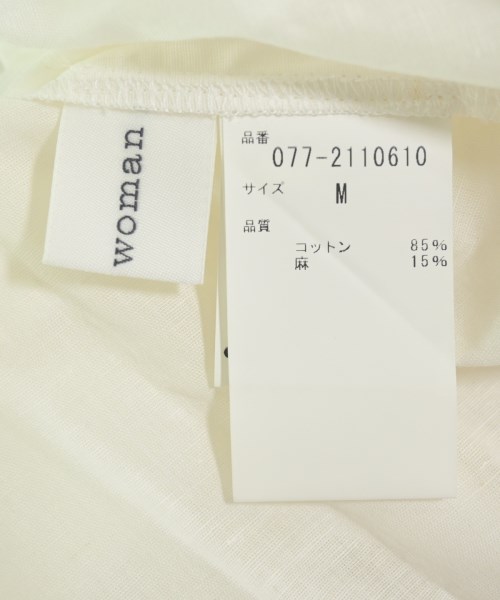 woman
品番
077-2110610
サイズ M
品質
コットン 85%
麻 15%